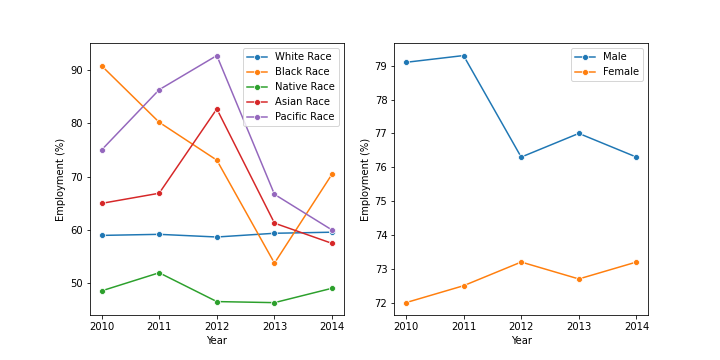 White Race
Black Race
Native Race
Asian Race
Pacific Race
90
80
70
60
50
Employment (%)
2010 2011 2012 2013 2014
Year
Male
Female
79
78
77
76
75
74
73
72
Employment (%)
2010 2011 2012 2013 2014
Year